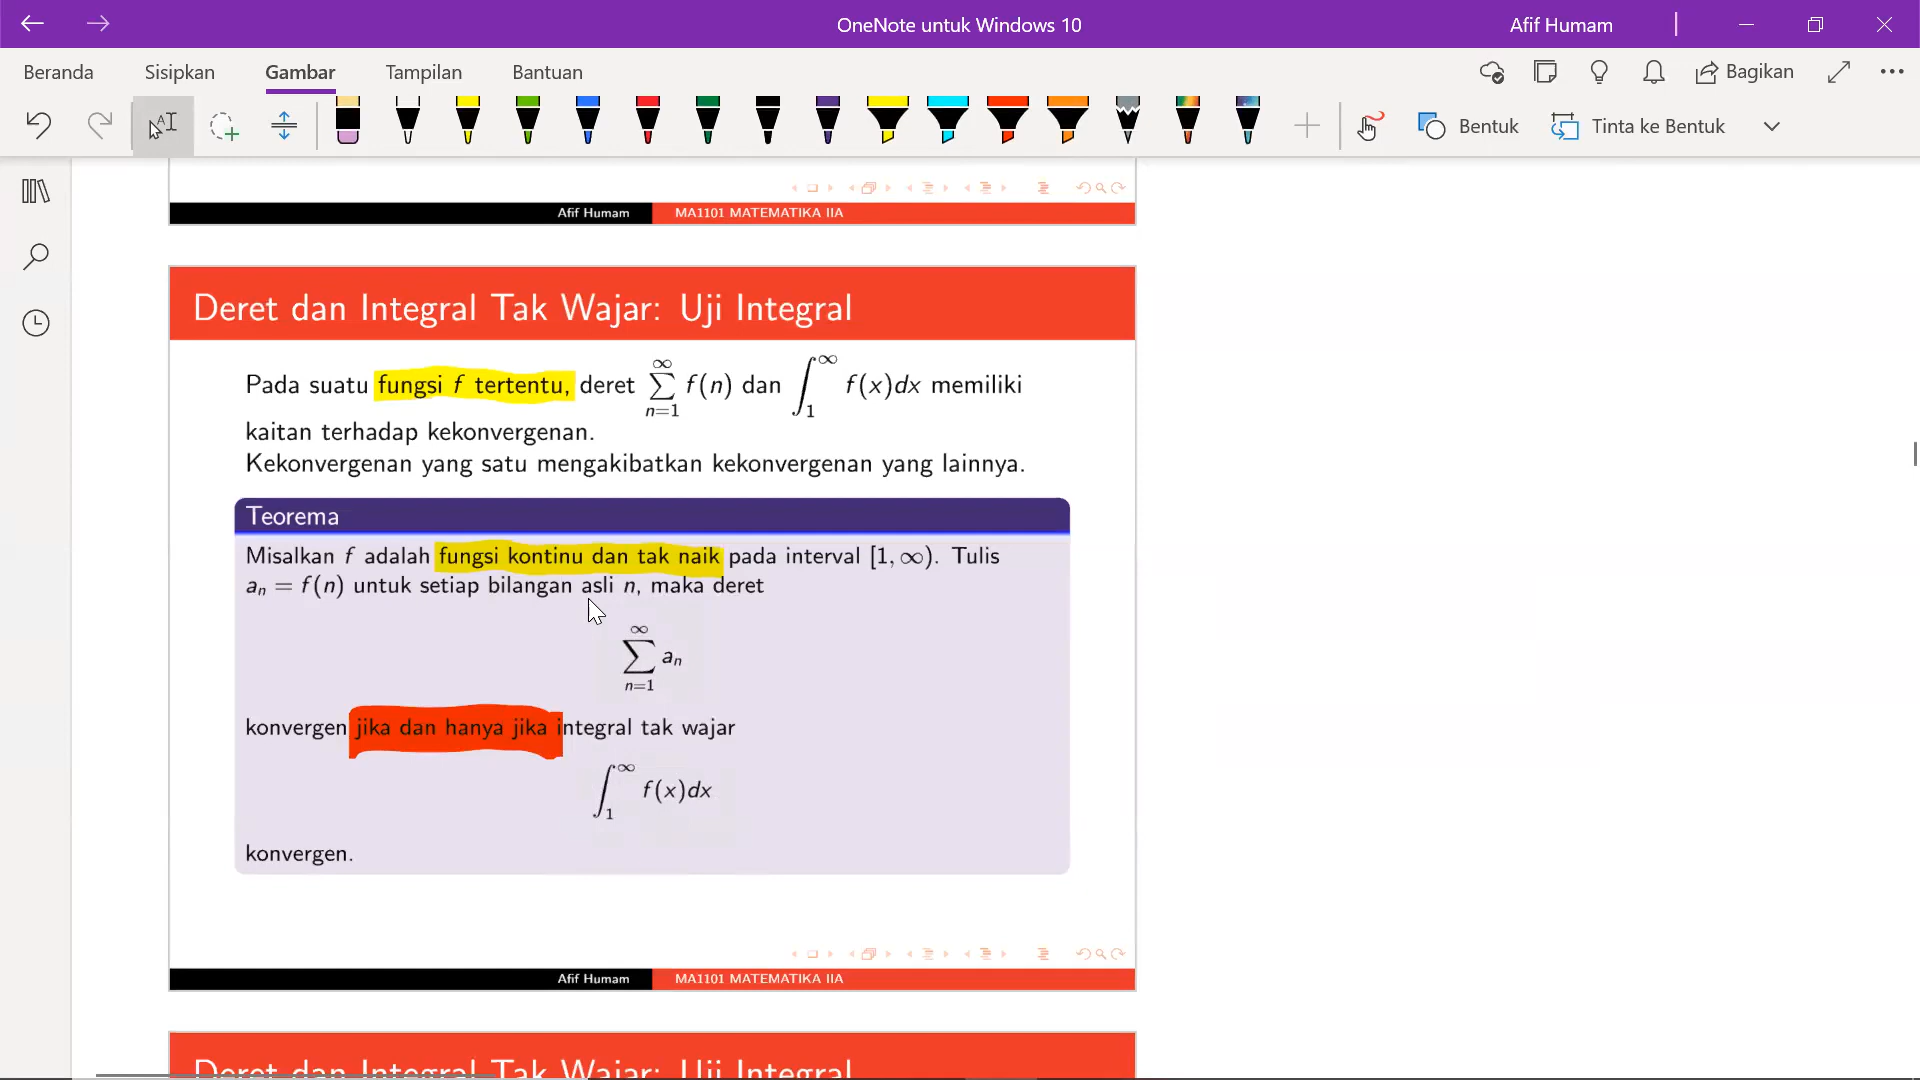 OneNote untuk Windows 10
Afif Humam
Beranda Sisipkan Gambar Tampilan Bantuan
Bagikan
Bentuk
Tinta ke Bentuk
Afif Humam MA1101 MATEMATIKA IIA
Deret dan Integral Tak Wajar: Uji Integral
Pada suatu fungsi f tertentu, deret ∑_{n=1}^{∞} f(n) dan ∫_1^∞ f(x)dx memiliki
kaitan terhadap kekonvergenan.
Kekonvergenan yang satu mengakibatkan kekonvergenan yang lainnya.
Teorema
Misalkan f adalah fungsi kontinu dan tak naik pada interval [1, ∞). Tulis
a_n = f(n) untuk setiap bilangan asli n, maka deret
∑_{n=1}^{∞} a_n
konvergen jika dan hanya jika integral tak wajar
∫_1^∞ f(x)dx
konvergen.
Afif Humam MA1101 MATEMATIKA IIA
Deret dan Integral Tak Wajar: Uji Integral